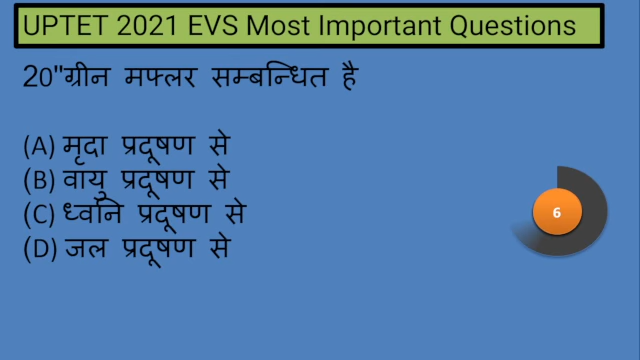 UPTET 2021 EVS Most Important Questions
20"ग्रीन मफ्लर सम्बन्धित है
(A) मृदा प्रदूषण से
(B) वायु प्रदूषण से
(C) ध्वनि प्रदूषण से
(D) जल प्रदूषण से
6